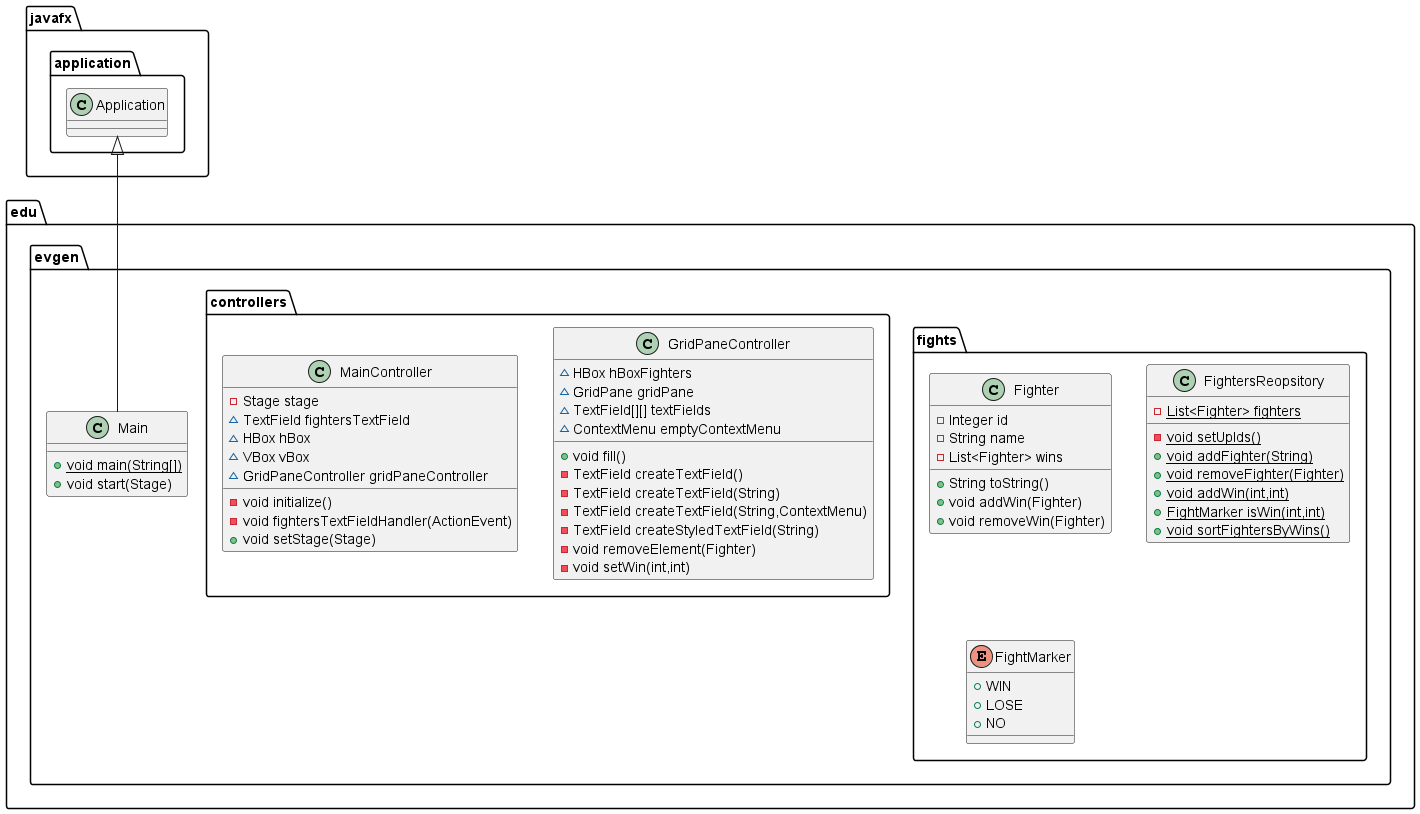 javafx
application
C Application
edu
evgen
controllers
fights
C Main
void main(String[])
void start(Stage)
C MainController
Stage stage
TextField fightersTextField
HBox hBox
VBox vBox
GridPaneController gridPaneController
void initialize()
void fightersTextFieldHandler(ActionEvent)
void setStage(Stage)
C GridPaneController
HBox hBoxFighters
GridPane gridPane
TextField[][] textFields
ContextMenu emptyContextMenu
void fill()
TextField createTextField()
TextField createTextField(String)
TextField createTextField(String,ContextMenu)
TextField createStyledTextField(String)
void removeElement(Fighter)
void setWin(int,int)
C Fighter
Integer id
String name
List<Fighter> wins
String toString()
void addWin(Fighter)
void removeWin(Fighter)
C FightersReopsitory
List<Fighter> fighters
void setUpIds()
void addFighter(String)
void removeFighter(Fighter)
void addWin(int,int)
FightMarker isWin(int,int)
void sortFightersByWins()
E FightMarker
WIN
LOSE
NO